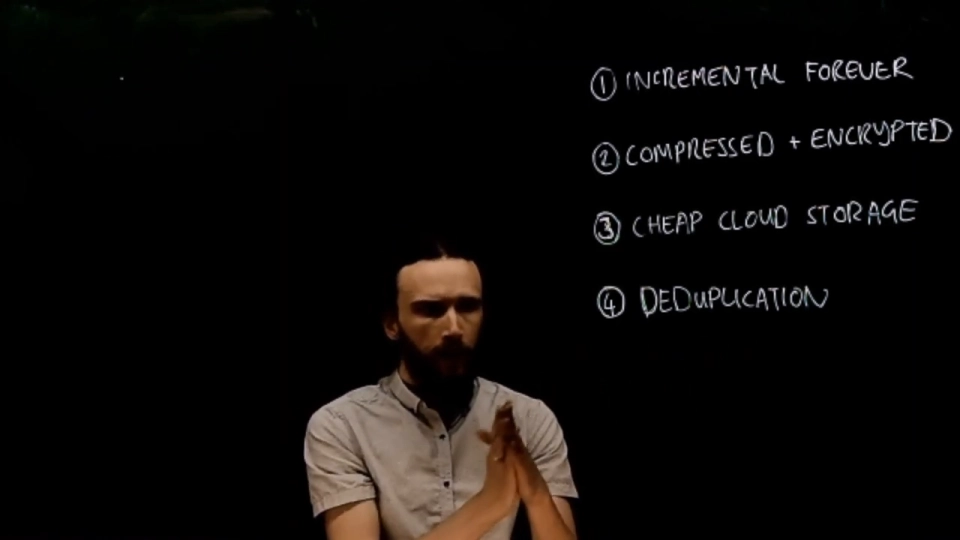 ① INCREMENTAL FOREVER
② COMPRESSED + ENCRYPTED
③ CHEAP CLOUD STORAGE
④ DEDUPLICATION